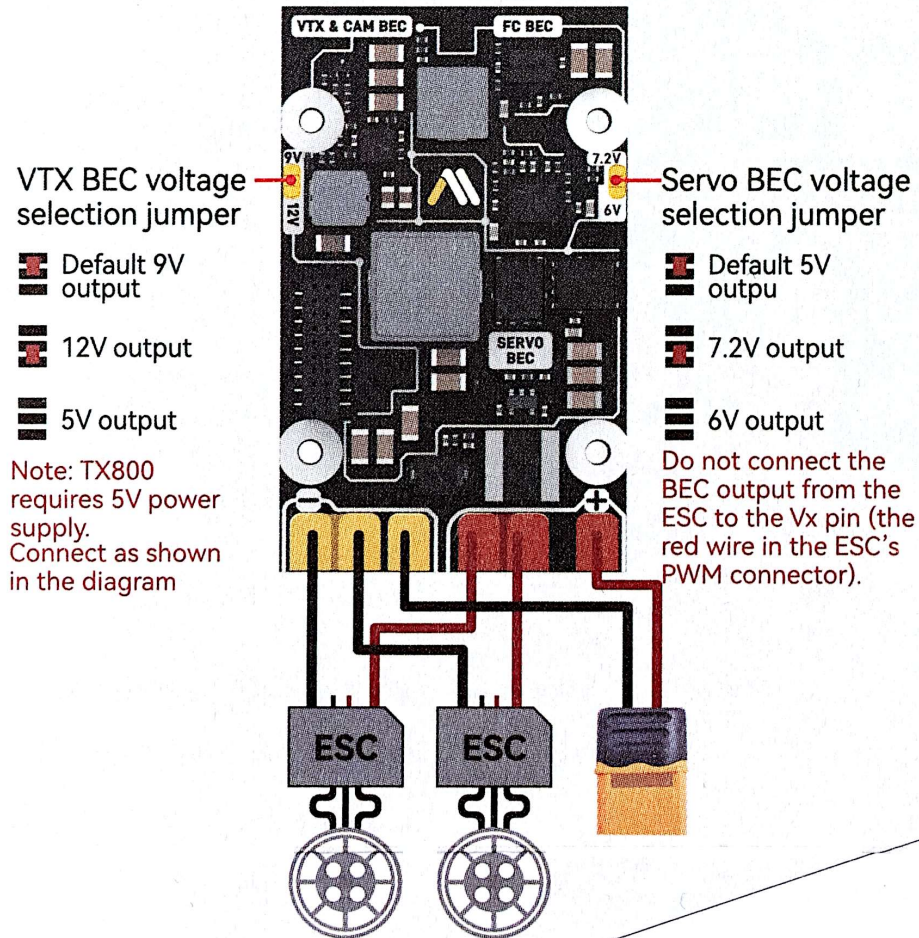 VTX & CAM BEC
FC BEC
9V
12V
7.2V
6V
SERVO
BEC
VTX BEC voltage
selection jumper
Default 9V
output
12V output
5V output
Note: TX800
requires 5V power
supply.
Connect as shown
in the diagram
Servo BEC voltage
selection jumper
Default 5V
outpu
7.2V output
6V output
Do not connect the
BEC output from the
ESC to the Vx pin (the
red wire in the ESC's
PWM connector).
−
+
ESC
ESC